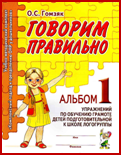 О.С. Гомзяк
ГОВОРИМ
ПРАВИЛЬНО
АЛЬБОМ 1
УПРАЖНЕНИЙ
ПО ОБУЧЕНИЮ ГРАМОТЕ
ДЕТЕЙ ПОДГОТОВИТЕЛЬНОЙ
К ШКОЛЕ ЛОГОГРУППЫ